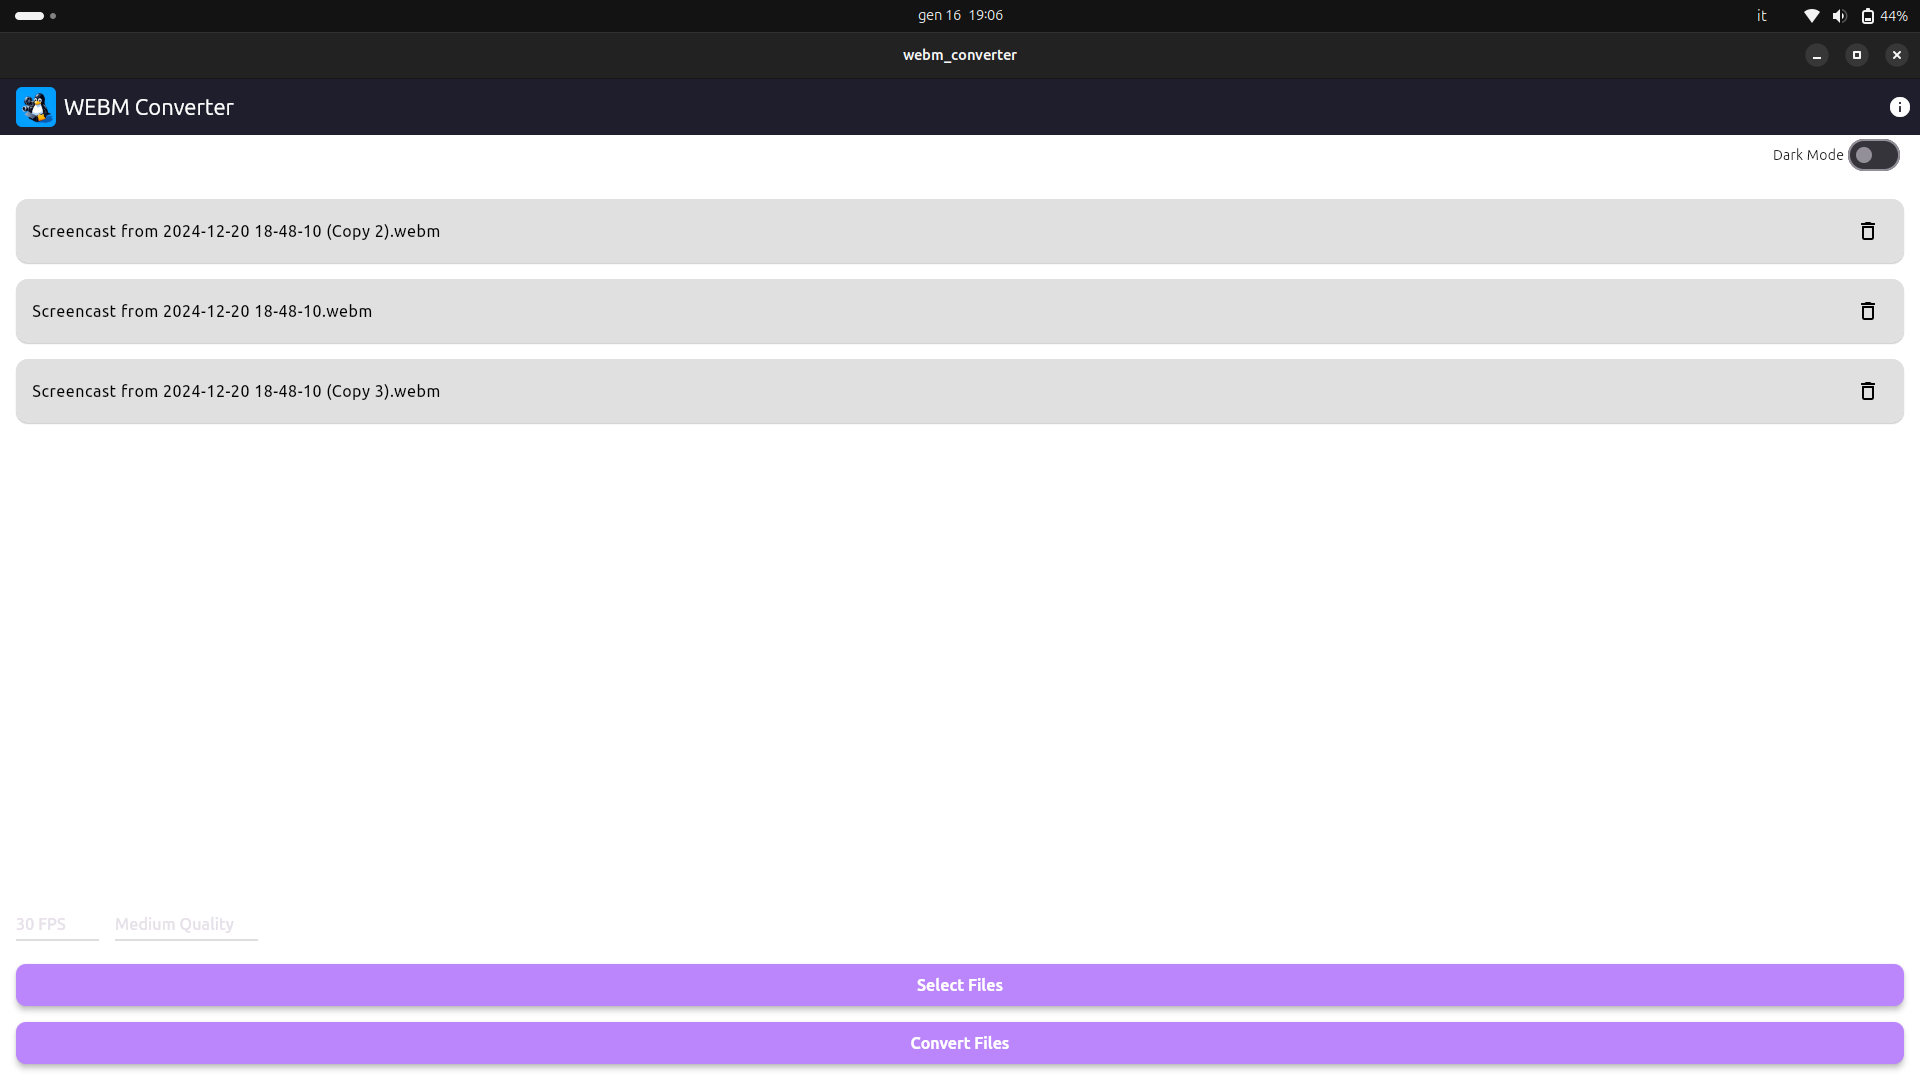 gen 16 19:06
it
44%
webm_converter
WEBM Converter
Dark Mode
Screencast from 2024-12-20 18-48-10 (Copy 2).webm
Screencast from 2024-12-20 18-48-10.webm
Screencast from 2024-12-20 18-48-10 (Copy 3).webm
30 FPS
Medium Quality
Select Files
Convert Files